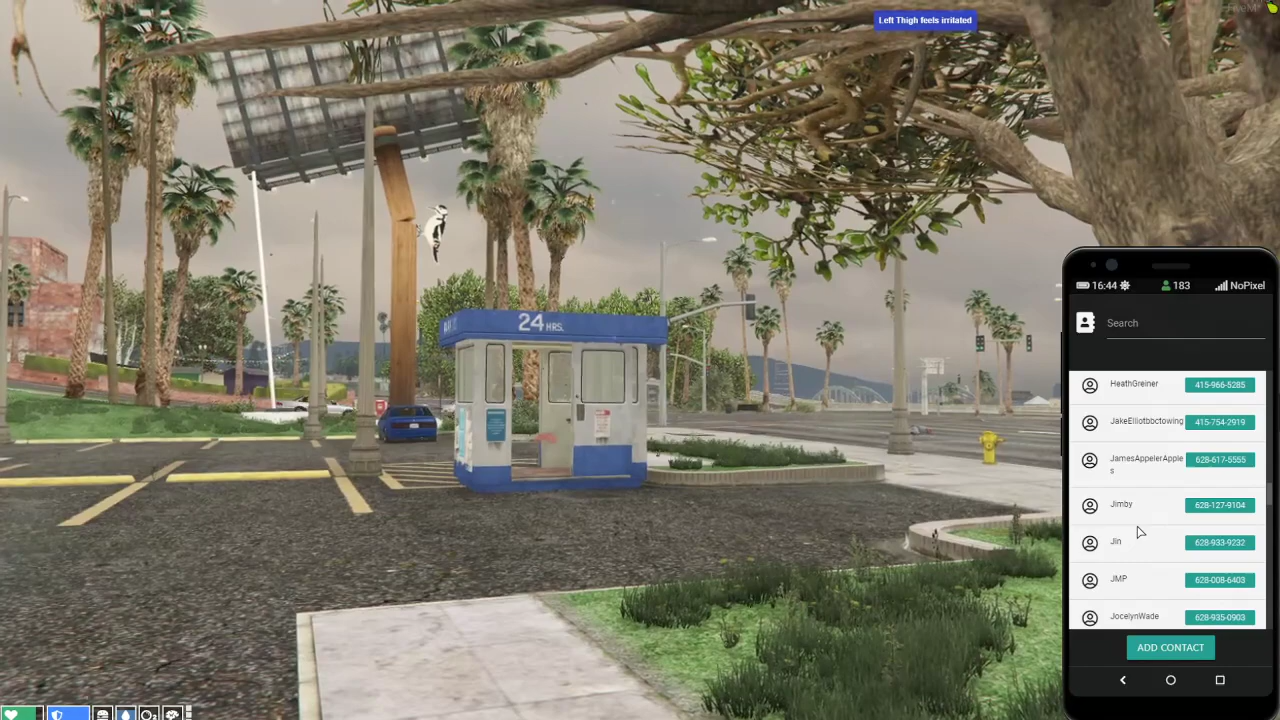 Left Thigh feels irritated
FiveM
24 HRS.
16:44 183 NoPixel
Search
HeathGreiner 415-966-5285
JakeElliotbbctowing 415-754-2919
JamesAppelerApple
s 628-617-5555
Jimby 628-127-9104
Jin 628-933-9232
JMP 628-008-6403
JocelynWade 628-935-0903
ADD CONTACT